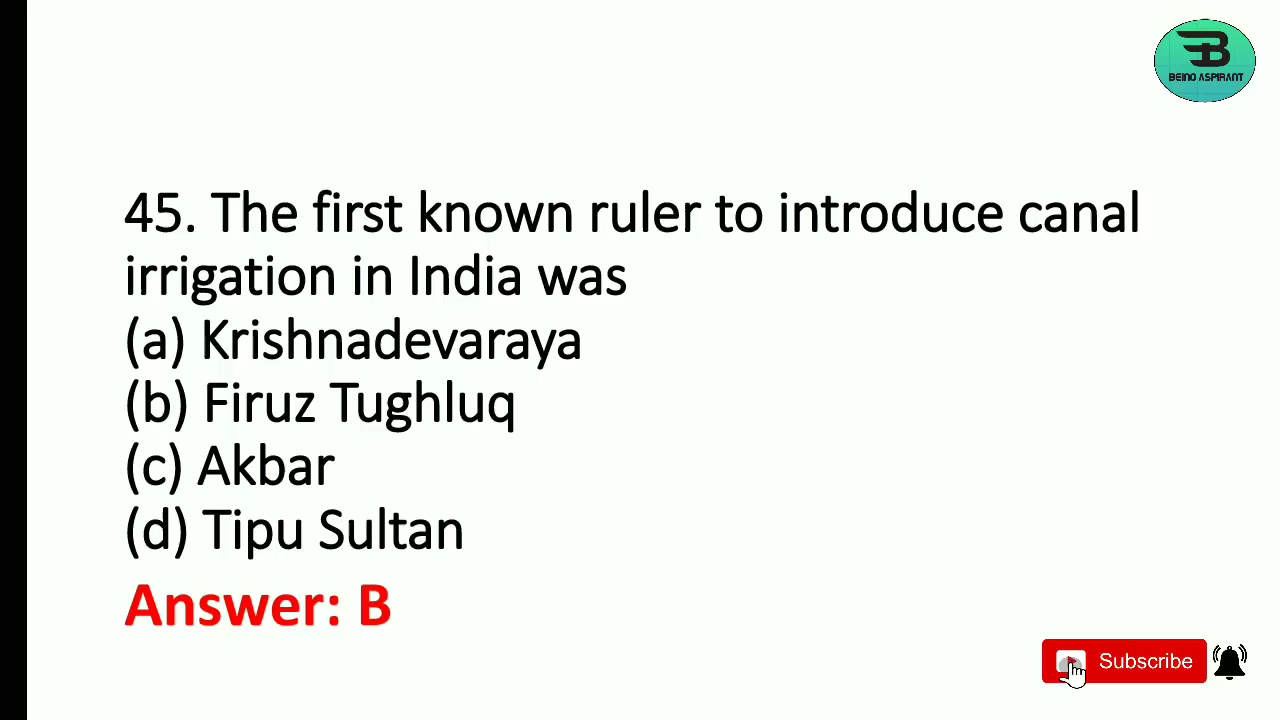 BEINO ASPIRANT
45. The first known ruler to introduce canal
irrigation in India was
(a) Krishnadevaraya
(b) Firuz Tughluq
(c) Akbar
(d) Tipu Sultan
Answer: B
Subscribe